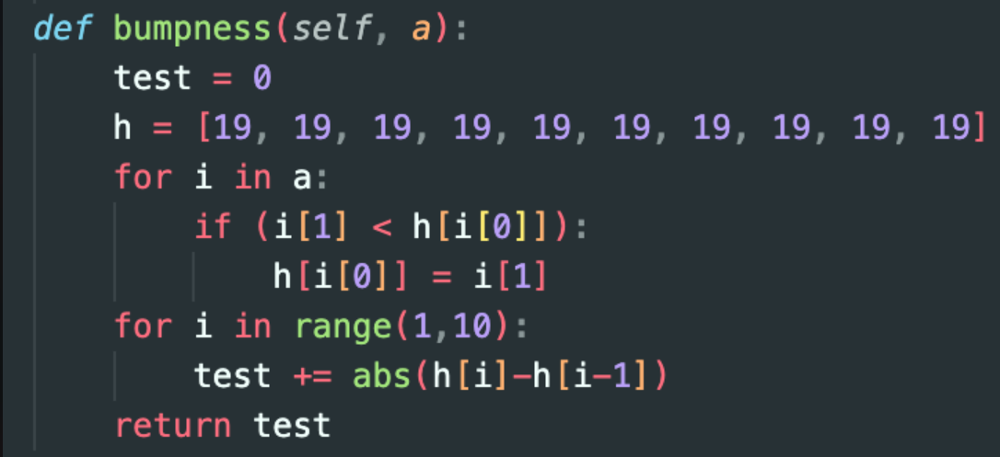 def bumpness(self, a):
    test = 0
    h = [19, 19, 19, 19, 19, 19, 19, 19, 19, 19]
    for i in a:
        if (i[1] < h[i[0]]):
            h[i[0]] = i[1]
    for i in range(1,10):
        test += abs(h[i]-h[i-1])
    return test